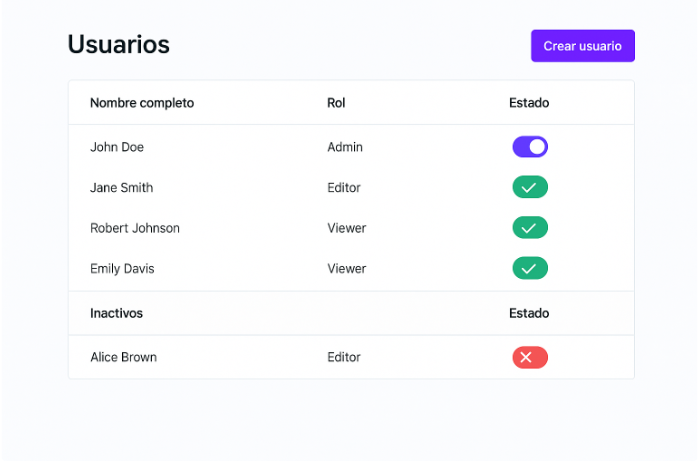 Usuarios
Crear usuario
Nombre completo Rol Estado
John Doe Admin
Jane Smith Editor
Robert Johnson Viewer
Emily Davis Viewer
Inactivos Estado
Alice Brown Editor